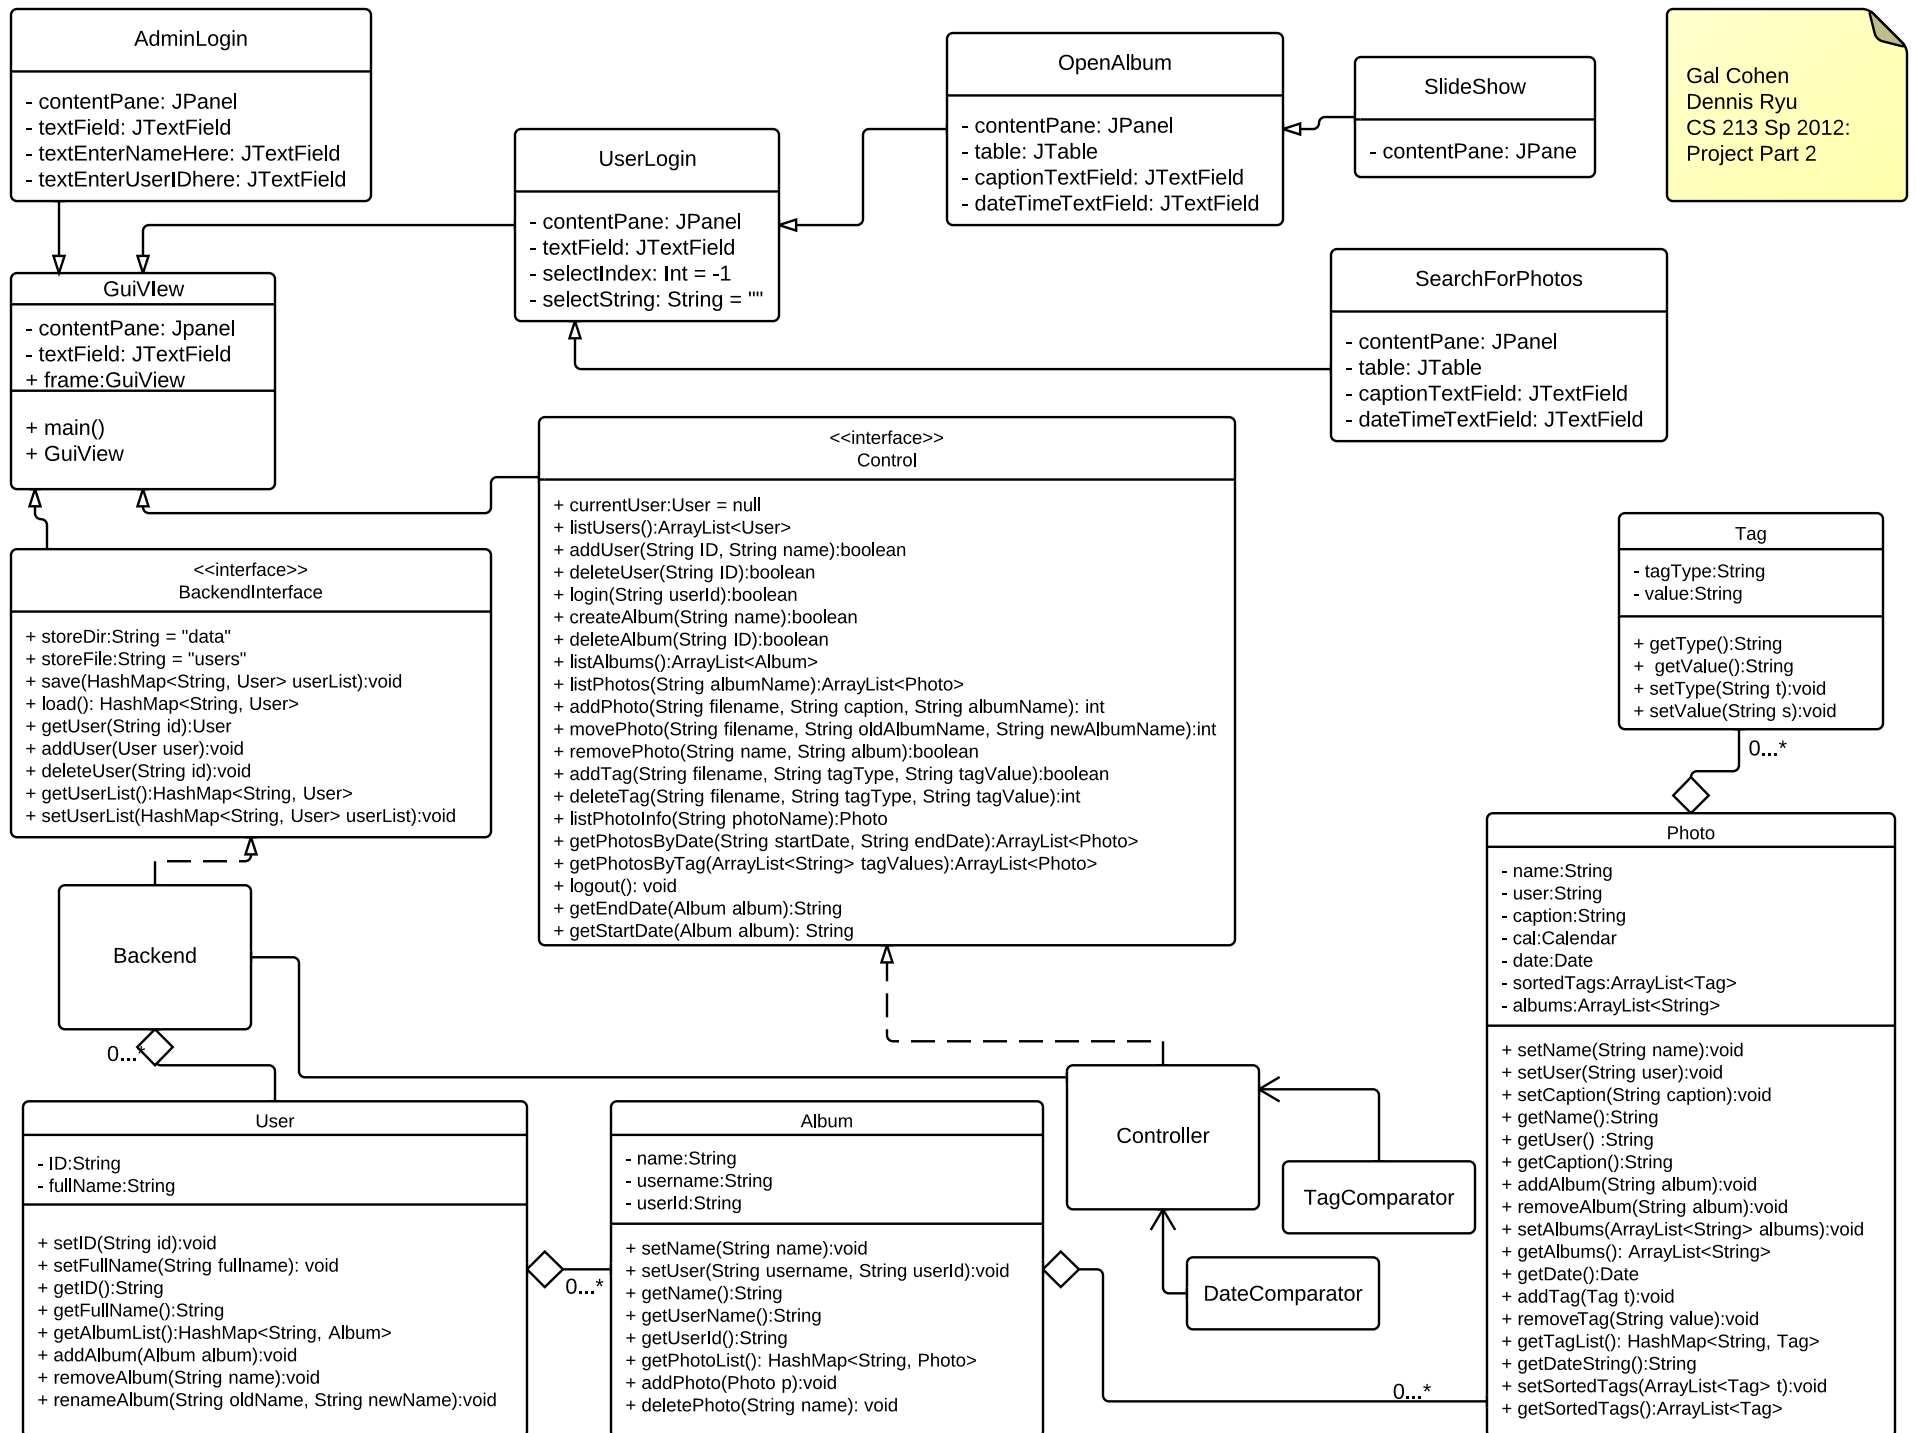 AdminLogin
- contentPane: JPanel
- textField: JTextField
- textEnterNameHere: JTextField
- textEnterUserIDhere: JTextField
OpenAlbum
- contentPane: JPanel
- table: JTable
- captionTextField: JTextField
- dateTimeTextField: JTextField
SlideShow
- contentPane: JPane
Gal Cohen
Dennis Ryu
CS 213 Sp 2012:
Project Part 2
UserLogin
- contentPane: JPanel
- textField: JTextField
- selectIndex: Int = -1
- selectString: String = ""
GuiVIew
- contentPane: Jpanel
- textField: JTextField
+ frame:GuiView
+ main()
+ GuiView
SearchForPhotos
- contentPane: JPanel
- table: JTable
- captionTextField: JTextField
- dateTimeTextField: JTextField
<<interface>>
Control
+ currentUser:User = null
+ listUsers():ArrayList<User>
+ addUser(String ID, String name):boolean
+ deleteUser(String ID):boolean
+ login(String userId):boolean
+ createAlbum(String name):boolean
+ deleteAlbum(String ID):boolean
+ listAlbums():ArrayList<Album>
+ listPhotos(String albumName):ArrayList<Photo>
+ addPhoto(String filename, String caption, String albumName): int
+ movePhoto(String filename, String oldAlbumName, String newAlbumName):int
+ removePhoto(String name, String album):boolean
+ addTag(String filename, String tagType, String tagValue):boolean
+ deleteTag(String filename, String tagType, String tagValue):int
+ listPhotoInfo(String photoName):Photo
+ getPhotosByDate(String startDate, String endDate):ArrayList<Photo>
+ getPhotosByTag(ArrayList<String> tagValues):ArrayList<Photo>
+ logout(): void
+ getEndDate(Album album):String
+ getStartDate(Album album): String
<<interface>>
BackendInterface
+ storeDir:String = "data"
+ storeFile:String = "users"
+ save(HashMap<String, User> userList):void
+ load(): HashMap<String, User>
+ getUser(String id):User
+ addUser(User user):void
+ deleteUser(String id):void
+ getUserList():HashMap<String, User>
+ setUserList(HashMap<String, User> userList):void
Tag
- tagType:String
- value:String
+ getType():String
+  getValue():String
+ setType(String t):void
+ setValue(String s):void
0...*
Photo
- name:String
- user:String
- caption:String
- cal:Calendar
- date:Date
- sortedTags:ArrayList<Tag>
- albums:ArrayList<String>
+ setName(String name):void
+ setUser(String user):void
+ setCaption(String caption):void
+ getName():String
+ getUser() :String
+ getCaption():String
+ addAlbum(String album):void
+ removeAlbum(String album):void
+ setAlbums(ArrayList<String> albums):void
+ getAlbums(): ArrayList<String>
+ getDate():Date
+ addTag(Tag t):void
+ removeTag(String value):void
+ getTagList(): HashMap<String, Tag>
+ getDateString():String
+ setSortedTags(ArrayList<Tag> t):void
+ getSortedTags():ArrayList<Tag>
Backend
0...*
User
- ID:String
- fullName:String
+ setID(String id):void
+ setFullName(String fullname): void
+ getID():String
+ getFullName():String
+ getAlbumList():HashMap<String, Album>
+ addAlbum(Album album):void
+ removeAlbum(String name):void
+ renameAlbum(String oldName, String newName):void
0...*
Album
- name:String
- username:String
- userId:String
+ setName(String name):void
+ setUser(String username, String userId):void
+ getName():String
+ getUserName():String
+ getUserId():String
+ getPhotoList(): HashMap<String, Photo>
+ addPhoto(Photo p):void
+ deletePhoto(String name): void
Controller
TagComparator
DateComparator
0...*